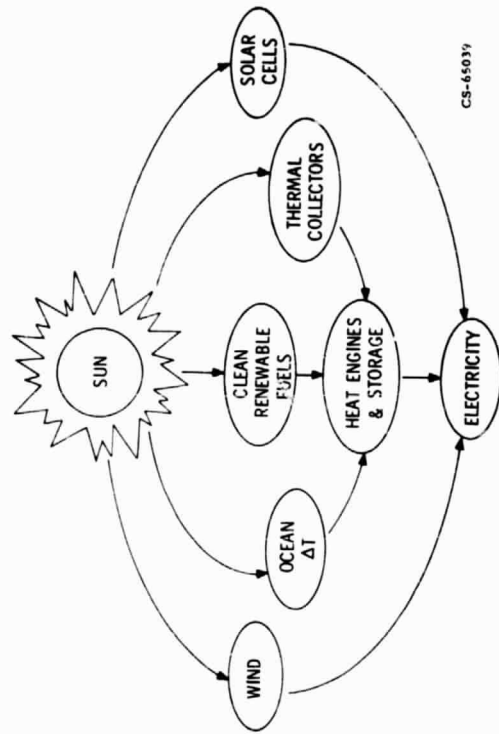 SUN
WIND
OCEAN
ΔT
CLEAN
RENEWABLE
FUELS
THERMAL
COLLECTORS
SOLAR
CELLS
HEAT ENGINES
& STORAGE
ELECTRICITY
CS-65039